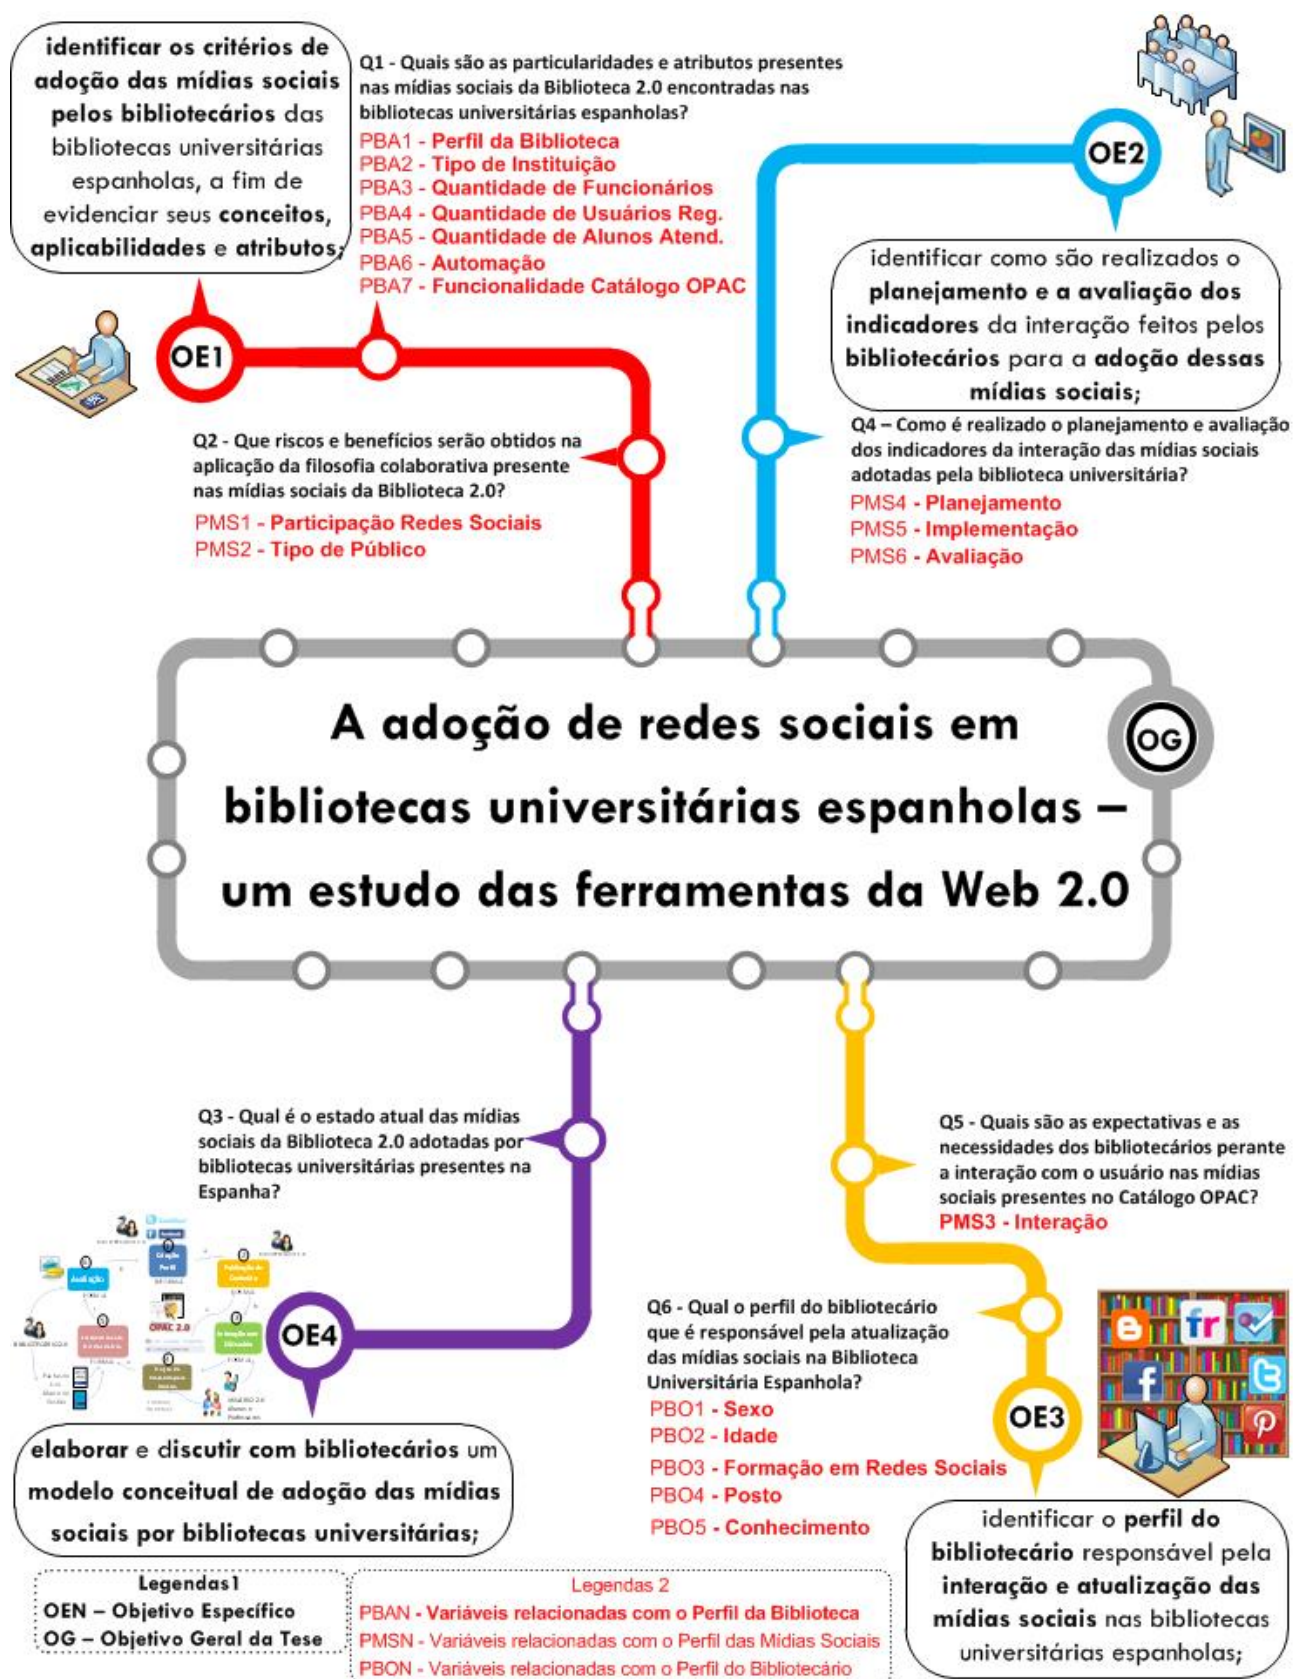 identificar os critérios de
adoção das mídias sociais
pelos bibliotecários das
bibliotecas universitárias
espanholas, a fim de
evidenciar seus conceitos,
aplicabilidades e atributos;
OE1
Q1 - Quais são as particularidades e atributos presentes
nas mídias sociais da Biblioteca 2.0 encontradas nas
bibliotecas universitárias espanholas?
PBA1 - Perfil da Biblioteca
PBA2 - Tipo de Instituição
PBA3 - Quantidade de Funcionários
PBA4 - Quantidade de Usuários Reg.
PBA5 - Quantidade de Alunos Atend.
PBA6 - Automação
PBA7 - Funcionalidade Catálogo OPAC
Q2 - Que riscos e benefícios serão obtidos na
aplicação da filosofia colaborativa presente
nas mídias sociais da Biblioteca 2.0?
PMS1 - Participação Redes Sociais
PMS2 - Tipo de Público
OE2
identificar como são realizados o
planejamento e a avaliação dos
indicadores da interação feitos pelos
bibliotecários para a adoção dessas
mídias sociais;
Q4 – Como é realizado o planejamento e avaliação
dos indicadores da interação das mídias sociais
adotadas pela biblioteca universitária?
PMS4 - Planejamento
PMS5 - Implementação
PMS6 - Avaliação
A adoção de redes sociais em
bibliotecas universitárias espanholas –
um estudo das ferramentas da Web 2.0
OG
Q3 - Qual é o estado atual das mídias
sociais da Biblioteca 2.0 adotadas por
bibliotecas universitárias presentes na
Espanha?
OPAC 2.0
OE4
elaborar e discutir com bibliotecários um
modelo conceitual de adoção das mídias
sociais por bibliotecas universitárias;
Q5 - Quais são as expectativas e as
necessidades dos bibliotecários perante
a interação com o usuário nas mídias
sociais presentes no Catálogo OPAC?
PMS3 - Interação
Q6 - Qual o perfil do bibliotecário
que é responsável pela atualização
das mídias sociais na Biblioteca
Universitária Espanhola?
PBO1 - Sexo
PBO2 - Idade
PBO3 - Formação em Redes Sociais
PBO4 - Posto
PBO5 - Conhecimento
OE3
fr
identificar o perfil do
bibliotecário responsável pela
interação e atualização das
mídias sociais nas bibliotecas
universitárias espanholas;
Legendas1
OEN – Objetivo Específico
OG – Objetivo Geral da Tese
Legendas 2
PBAN - Variáveis relacionadas com o Perfil da Biblioteca
PMSN - Variáveis relacionadas com o Perfil das Mídias Sociais
PBON - Variáveis relacionadas com o Perfil do Bibliotecário